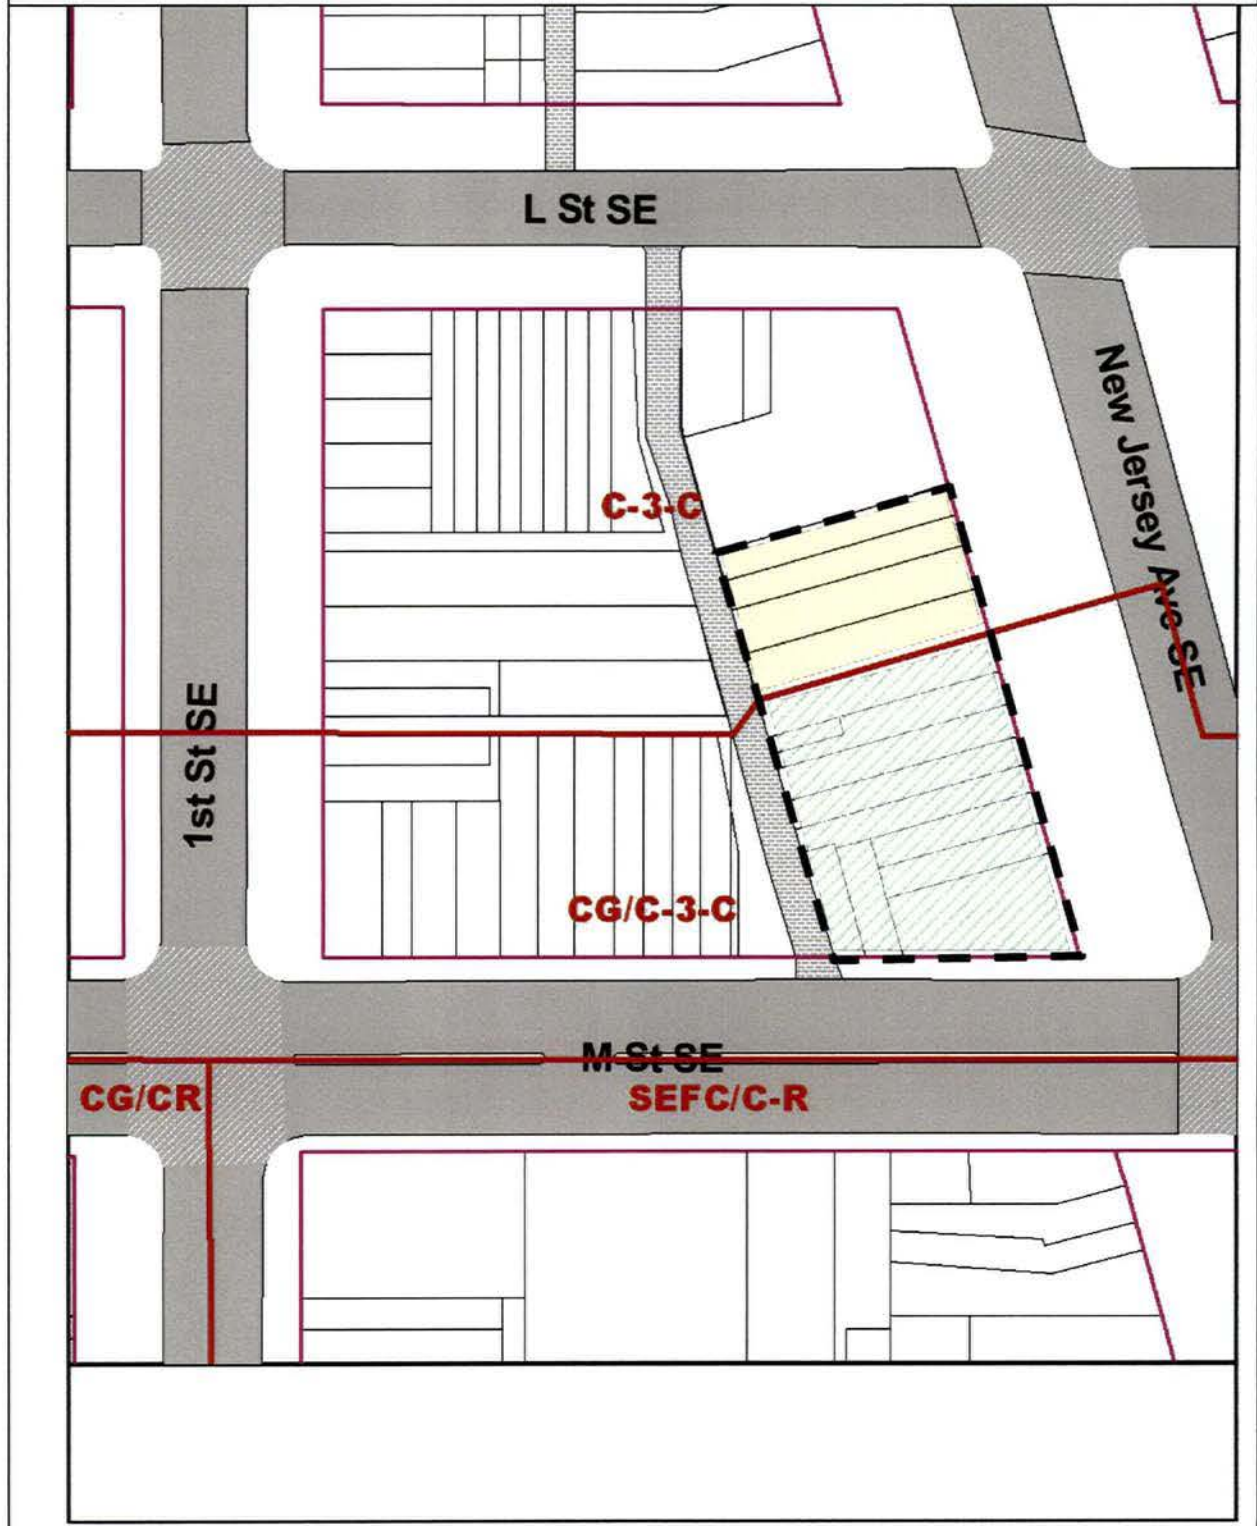 L St SE
New Jersey Ave SE
C-3-C
1st St SE
CG/C-3-C
M St SE
CG/CR
SEFC/C-R